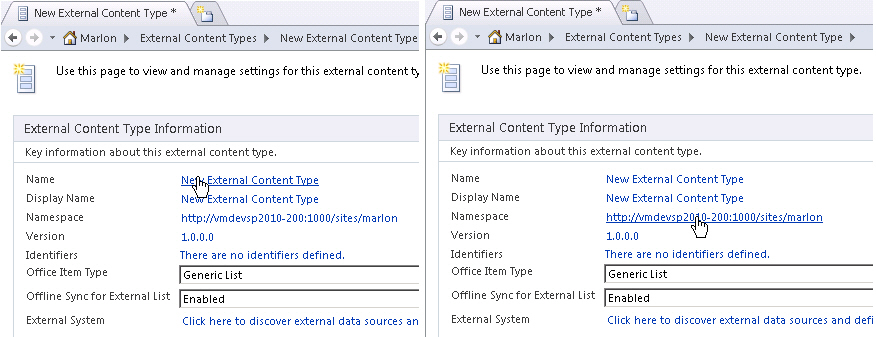 New External Content Type *
Marlon External Content Types New External Content Type
Use this page to view and manage settings for this external content ty
External Content Type Information
Key information about this external content type.
Name New External Content Type
Display Name New External Content Type
Namespace http://vmdevsp2010-200:1000/sites/marlon
Version 1.0.0.0
Identifiers There are no identifiers defined.
Office Item Type Generic List
Offline Sync for External List Enabled
External System Click here to discover external data sources an
New External Content Type *
Marlon External Content Types New External Content Type
Use this page to view and manage settings for this external content type.
External Content Type Information
Key information about this external content type.
Name New External Content Type
Display Name New External Content Type
Namespace http://vmdevsp2010-200:1000/sites/marlon
Version 1.0.0.0
Identifiers There are no identifiers defined.
Office Item Type Generic List
Offline Sync for External List Enabled
External System Click here to discover external data sources and defi